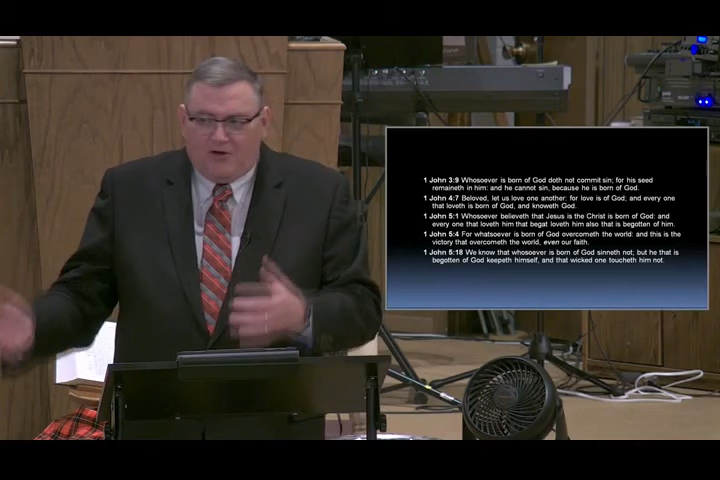 1 John 3:9 Whosoever is born of God doth not commit sin; for his seed
remaineth in him: and he cannot sin, because he is born of God.
1 John 4:7 Beloved, let us love one another: for love is of God; and every one
that loveth is born of God, and knoweth God.
1 John 5:1 Whosoever believeth that Jesus is the Christ is born of God: and
every one that loveth him that begat loveth him also that is begotten of him.
1 John 5:4 For whatsoever is born of God overcometh the world: and this is the
victory that overcometh the world, even our faith.
1 John 5:18 We know that whosoever is born of God sinneth not; but he that is
begotten of God keepeth himself, and that wicked one toucheth him not.